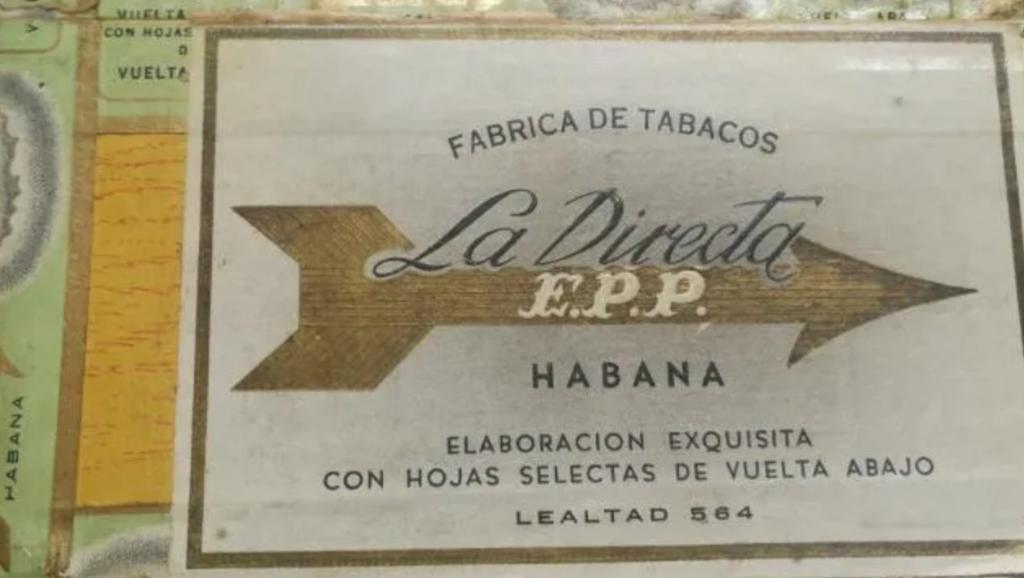 VUELTA
CON HOJAS
D
VUELTA
HABANA
FABRICA DE TABACOS
La Directa
E.P.P.
HABANA
ELABORACION EXQUISITA
CON HOJAS SELECTAS DE VUELTA ABAJO
LEALTAD 564